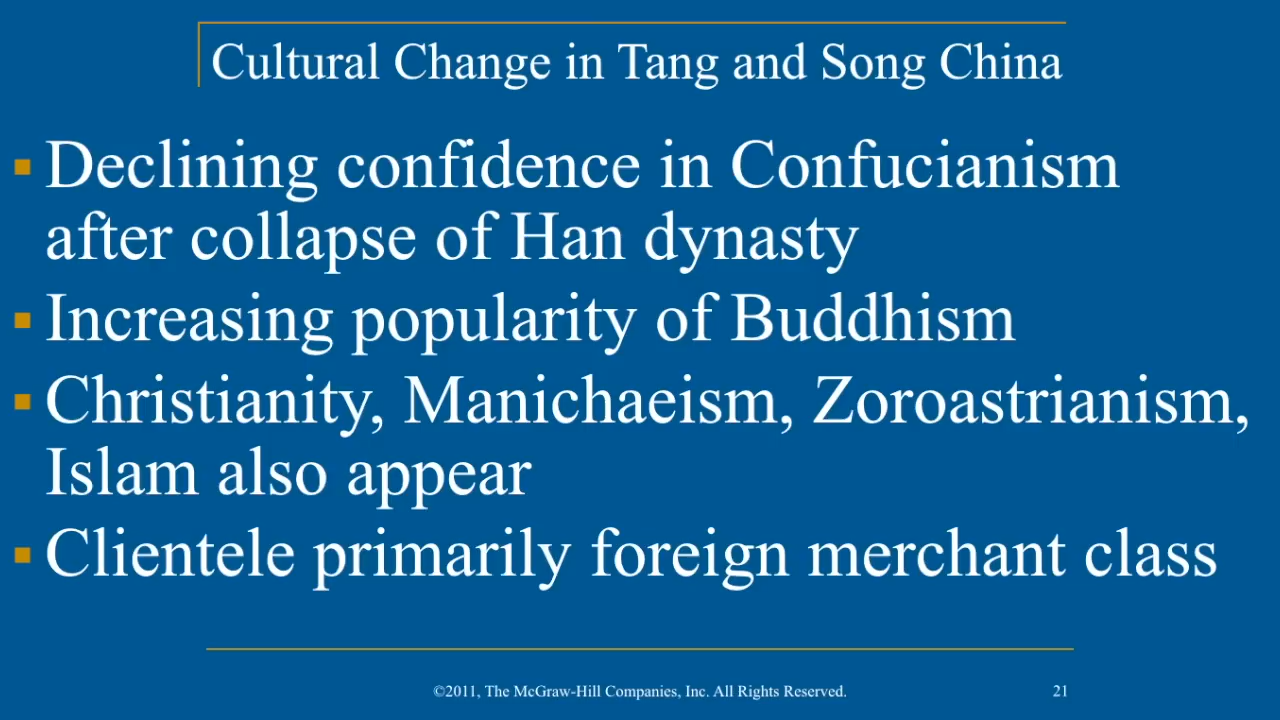 Cultural Change in Tang and Song China
▪ Declining confidence in Confucianism
after collapse of Han dynasty
▪ Increasing popularity of Buddhism
▪ Christianity, Manichaeism, Zoroastrianism,
Islam also appear
▪ Clientele primarily foreign merchant class
©2011, The McGraw-Hill Companies, Inc. All Rights Reserved.
21